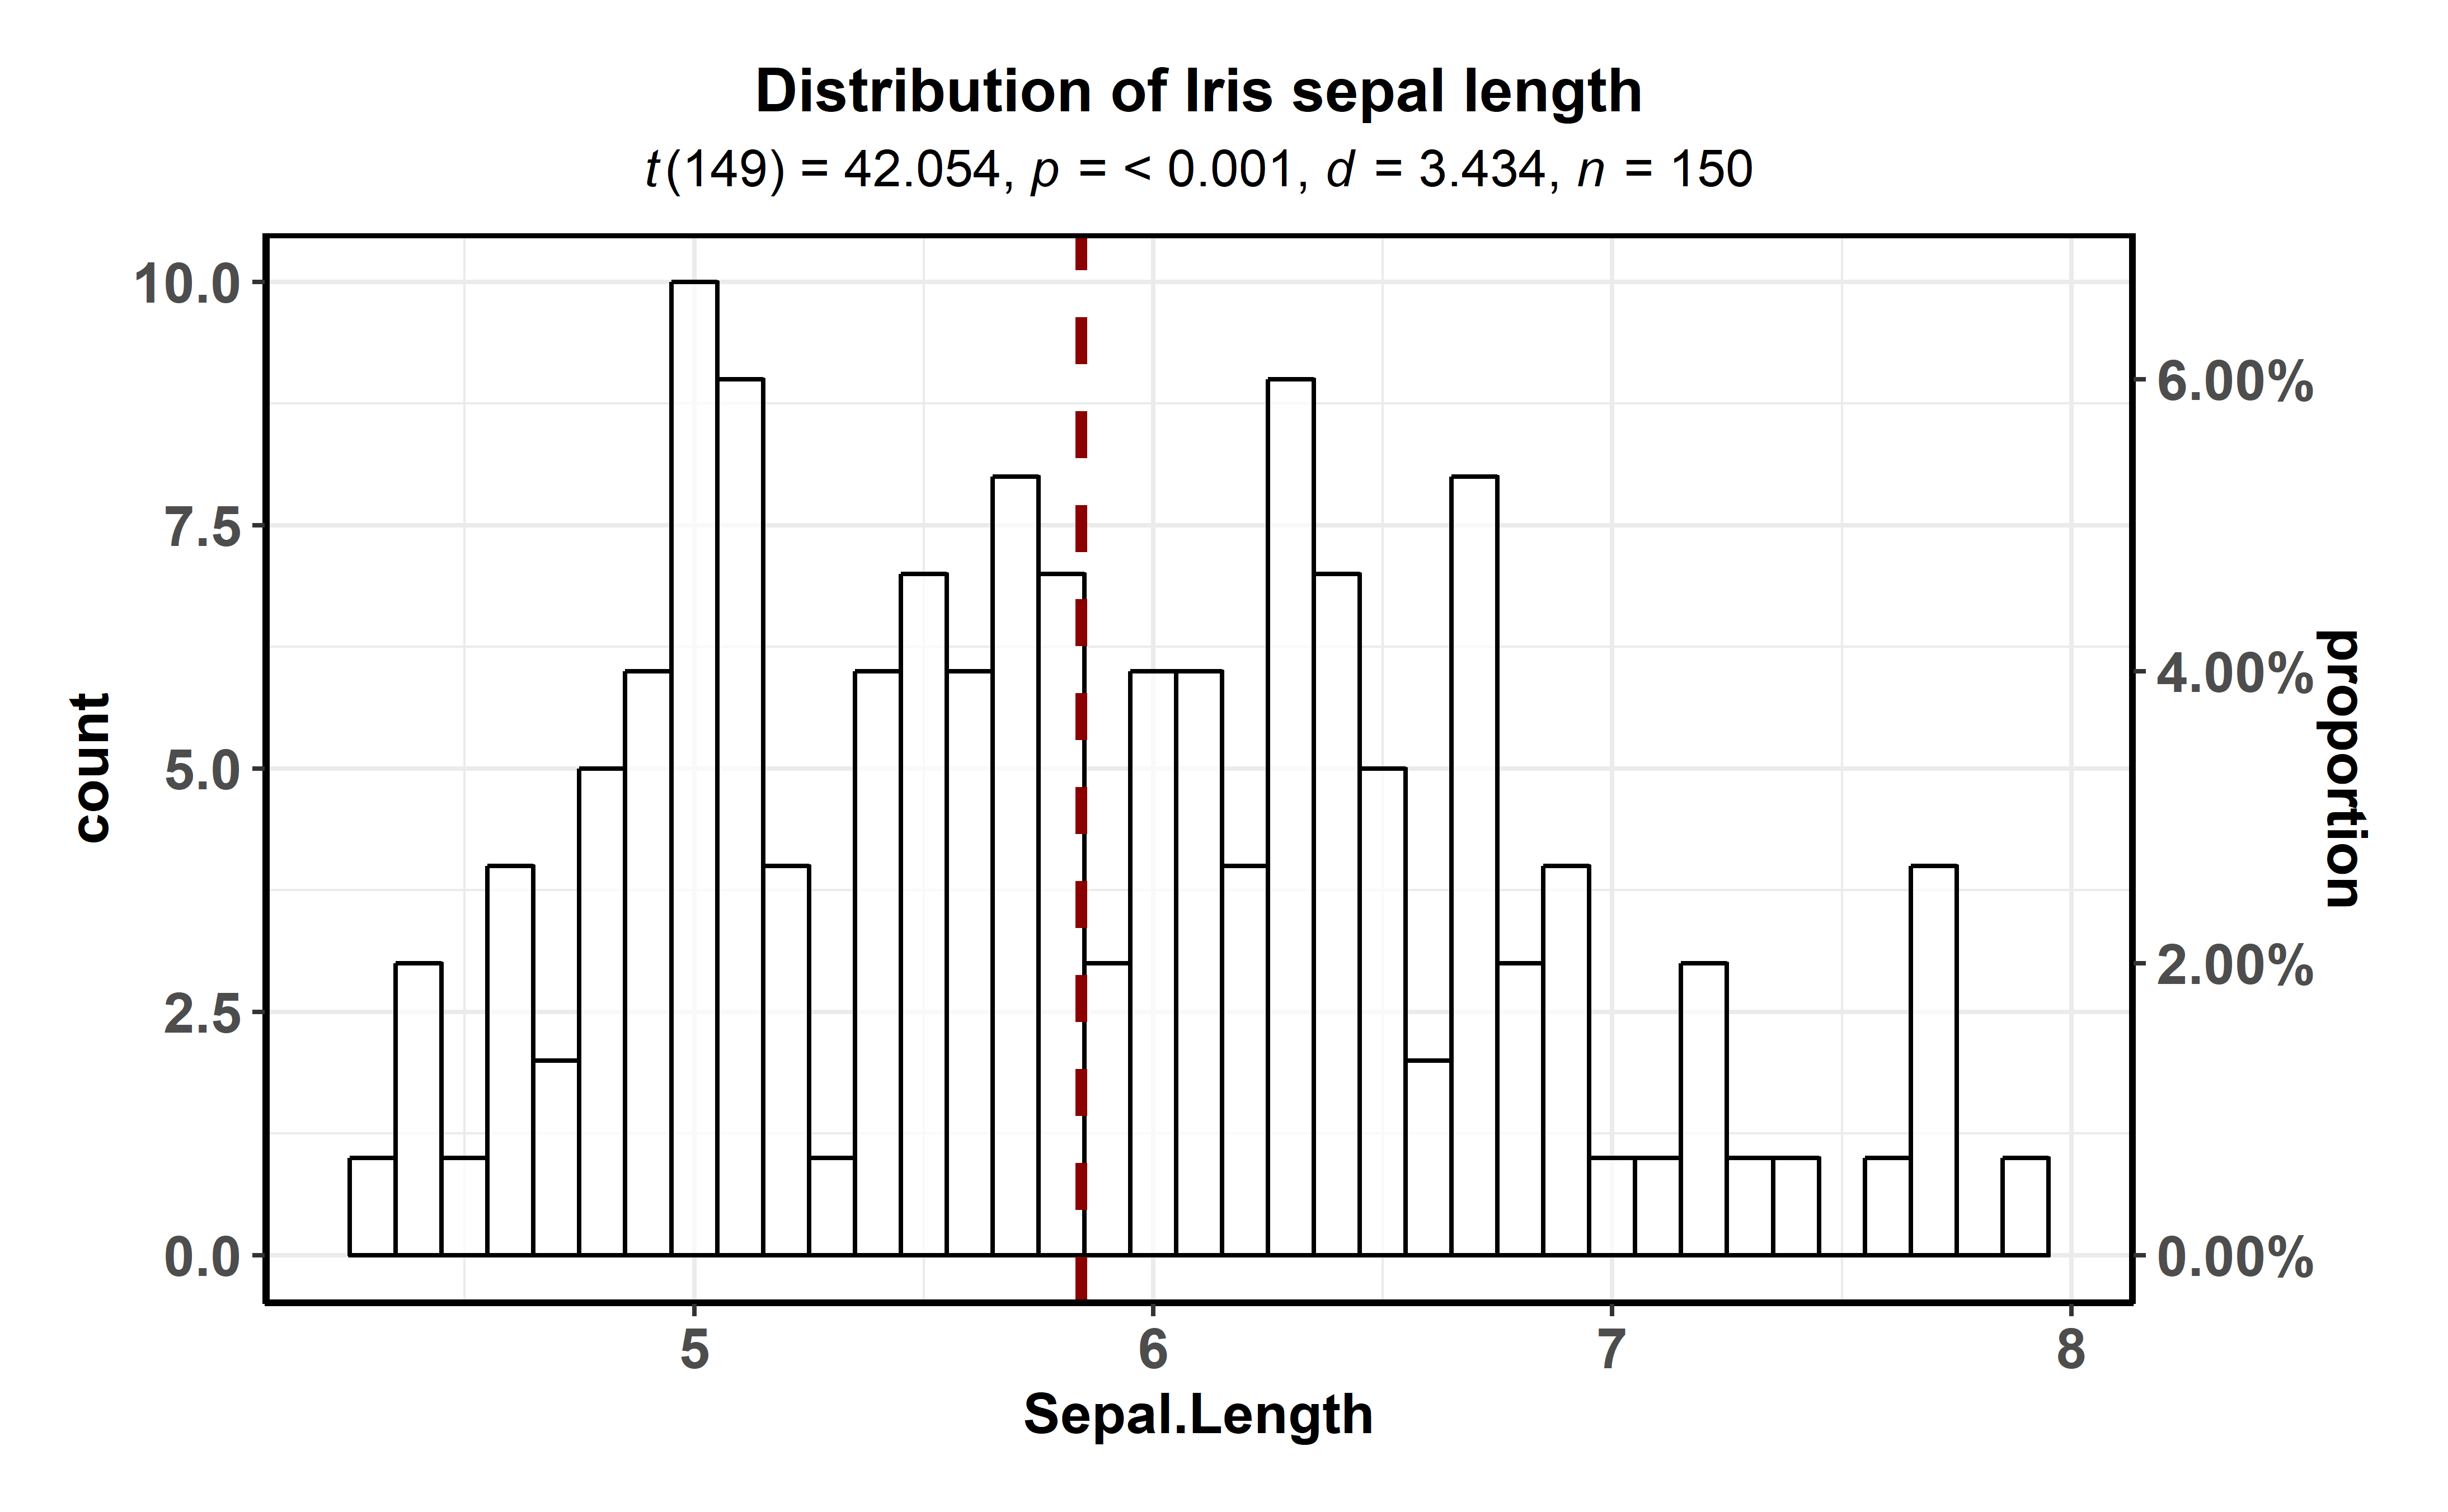 Distribution of Iris sepal length
t(149) = 42.054, p = < 0.001, d = 3.434, n = 150
count
10.0
7.5
5.0
2.5
0.0
6.00%
4.00%
2.00%
0.00%
proportion
5 6 7 8
Sepal.Length